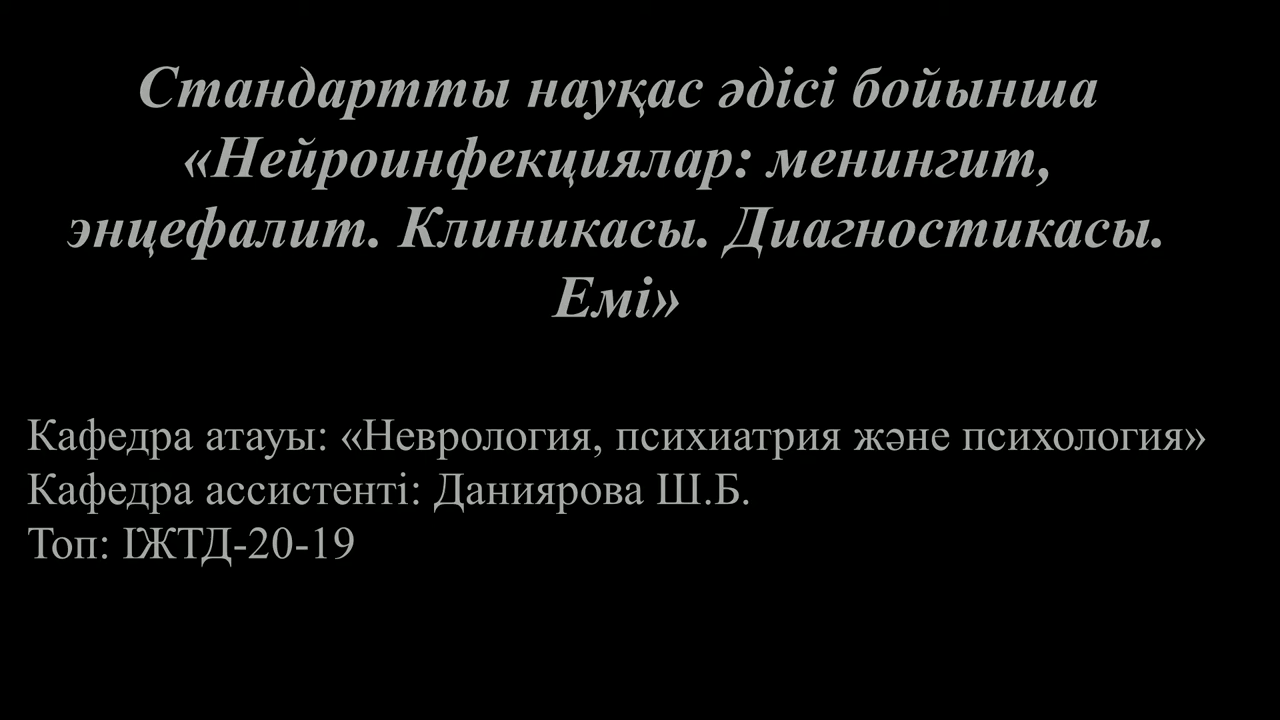 Стандартты науқас әдісі бойынша
«Нейроинфекциялар: менингит,
энцефалит. Клиникасы. Диагностикасы.
Емі»
Кафедра атауы: «Неврология, психиатрия және психология»
Кафедра ассистенті: Даниярова Ш.Б.
Топ: ІЖТД-20-19